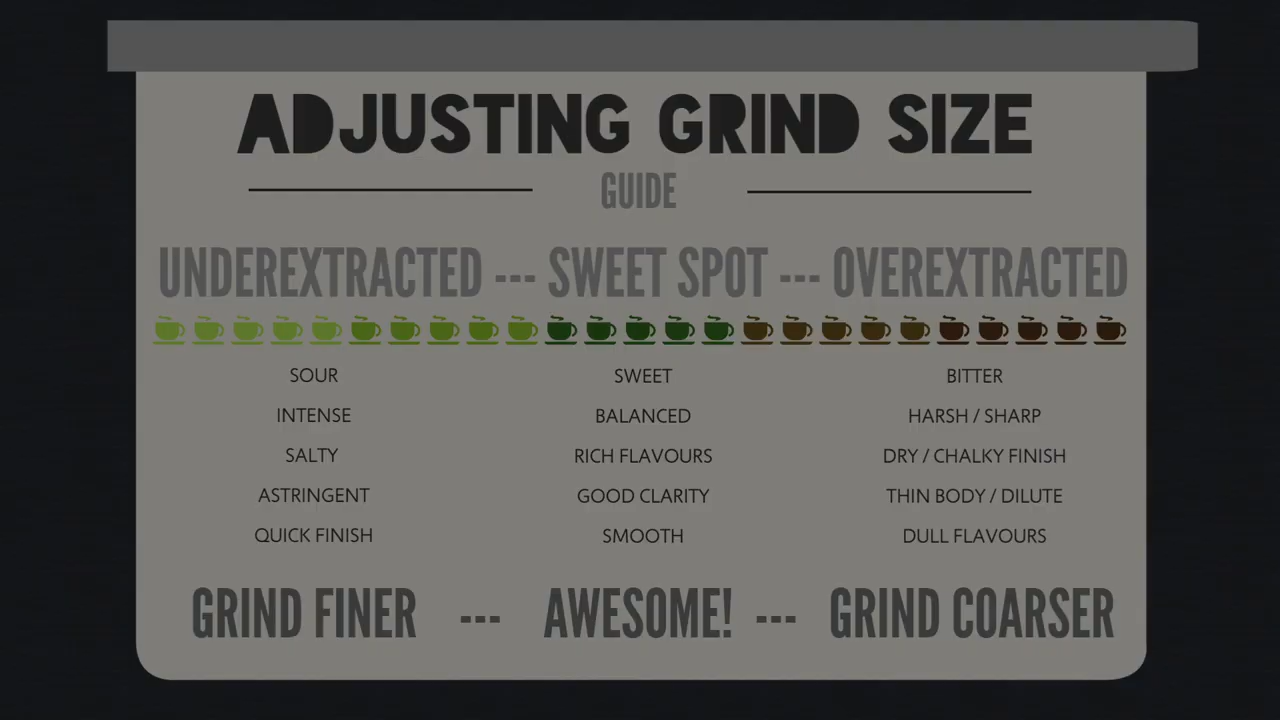 ADJUSTING GRIND SIZE
GUIDE
UNDEREXTRACTED --- SWEET SPOT --- OVEREXTRACTED
SOUR SWEET BITTER
INTENSE BALANCED HARSH / SHARP
SALTY RICH FLAVOURS DRY / CHALKY FINISH
ASTRINGENT GOOD CLARITY THIN BODY / DILUTE
QUICK FINISH SMOOTH DULL FLAVOURS
GRIND FINER --- AWESOME! --- GRIND COARSER